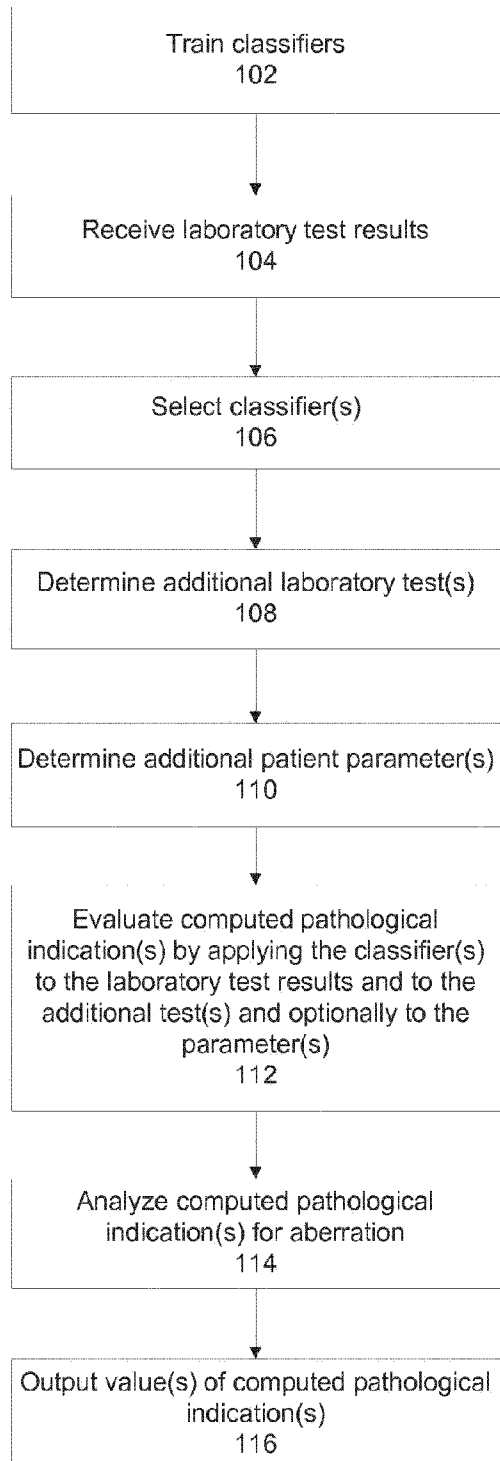 Train classifiers
102
Receive laboratory test results
104
Select classifier(s)
106
Determine additional laboratory test(s)
108
Determine additional patient parameter(s)
110
Evaluate computed pathological
indication(s) by applying the classifier(s)
to the laboratory test results and to the
additional test(s) and optionally to the
parameter(s)
112
Analyze computed pathological
indication(s) for aberration
114
Output value(s) of computed pathological
indication(s)
116